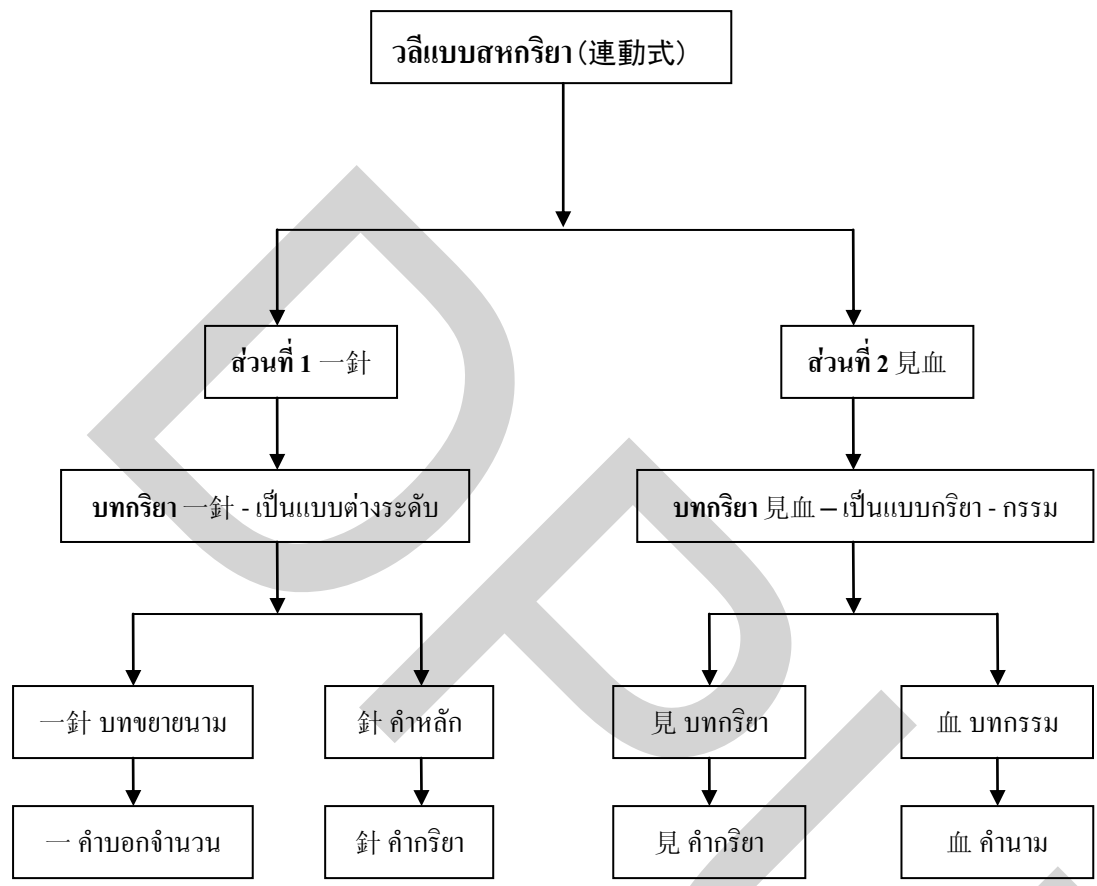 วลีแบบสหกริยา (連動式)
ส่วนที่ 1 一針
ส่วนที่ 2 見血
บทกริยา 一針 - เป็นแบบต่างระดับ
บทกริยา 見血 – เป็นแบบกริยา - กรรม
一針 บทขยายนาม
針 คำหลัก
見 บทกริยา
血 บทกรรม
一 คำบอกจำนวน
針 คำกริยา
見 คำกริยา
血 คำนาม